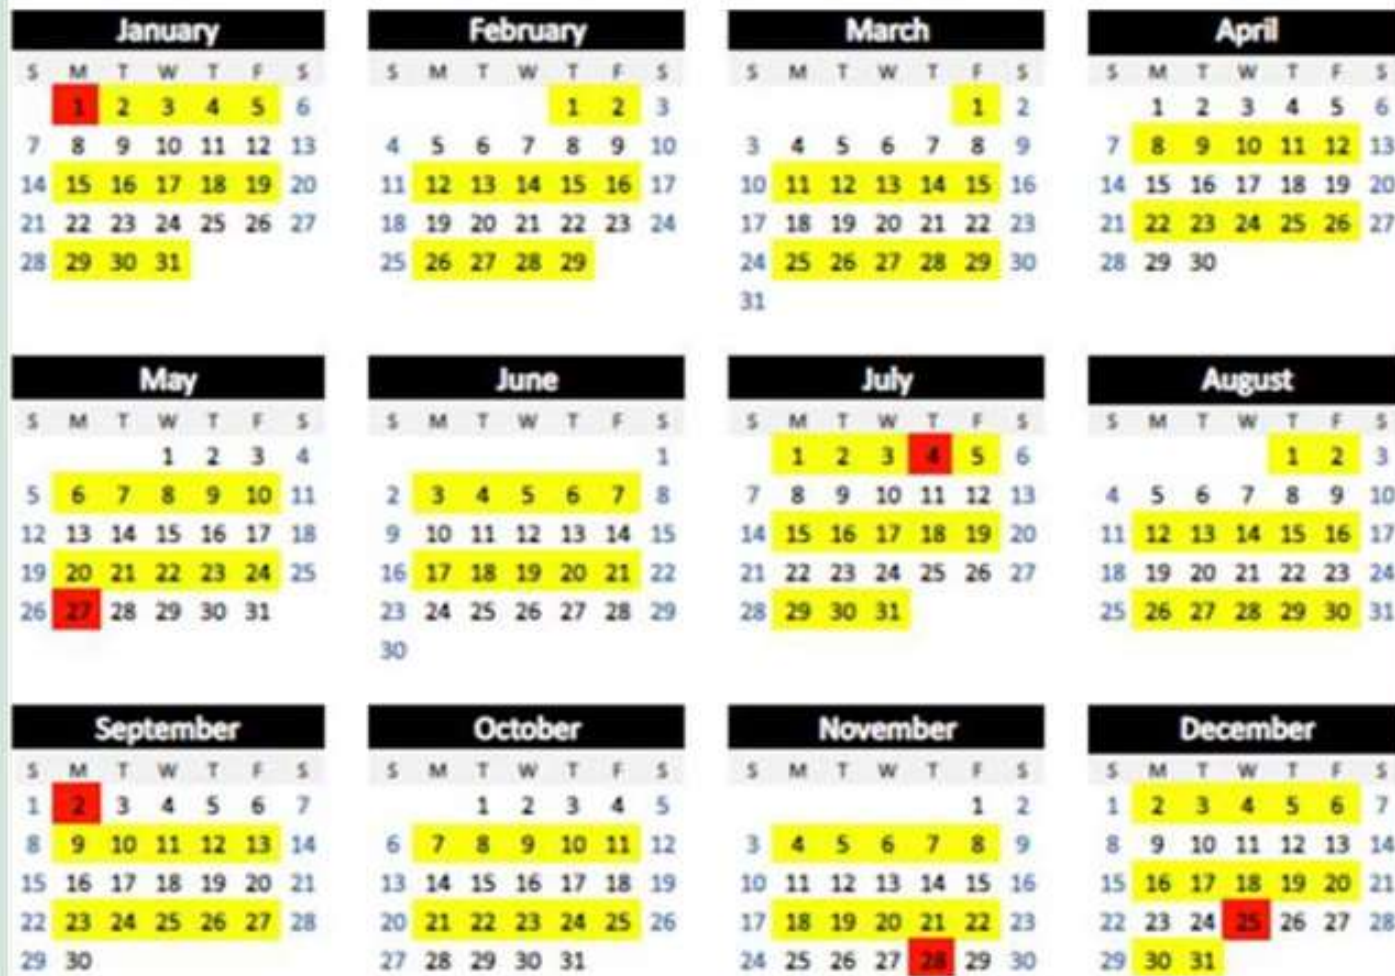 January February March April
S M T W T F S S M T W T F S S M T W T F S S M T W T F S
1 2 3 4 5 6 1 2 3 1 2 1 2 3 4 5 6
7 8 9 10 11 12 13 4 5 6 7 8 9 10 3 4 5 6 7 8 9 7 8 9 10 11 12 13
14 15 16 17 18 19 20 11 12 13 14 15 16 17 10 11 12 13 14 15 16 14 15 16 17 18 19 20
21 22 23 24 25 26 27 18 19 20 21 22 23 24 17 18 19 20 21 22 23 21 22 23 24 25 26 27
28 29 30 31 25 26 27 28 29 24 25 26 27 28 29 30 28 29 30
31
May June July August
S M T W T F S S M T W T F S S M T W T F S S M T W T F S
1 2 3 4 1 1 2 3 4 5 6 1 2 3
5 6 7 8 9 10 11 2 3 4 5 6 7 8 7 8 9 10 11 12 13 4 5 6 7 8 9 10
12 13 14 15 16 17 18 9 10 11 12 13 14 15 14 15 16 17 18 19 20 11 12 13 14 15 16 17
19 20 21 22 23 24 25 16 17 18 19 20 21 22 21 22 23 24 25 26 27 18 19 20 21 22 23 24
26 27 28 29 30 31 23 24 25 26 27 28 29 28 29 30 31 25 26 27 28 29 30 31
30
September October November December
S M T W T F S S M T W T F S S M T W T F S S M T W T F S
1 2 3 4 5 6 7 1 2 3 4 5 1 2 1 2 3 4 5 6 7
8 9 10 11 12 13 14 6 7 8 9 10 11 12 3 4 5 6 7 8 9 8 9 10 11 12 13 14
15 16 17 18 19 20 21 13 14 15 16 17 18 19 10 11 12 13 14 15 16 15 16 17 18 19 20 21
22 23 24 25 26 27 28 20 21 22 23 24 25 26 17 18 19 20 21 22 23 22 23 24 25 26 27 28
29 30 27 28 29 30 31 24 25 26 27 28 29 30 29 30 31